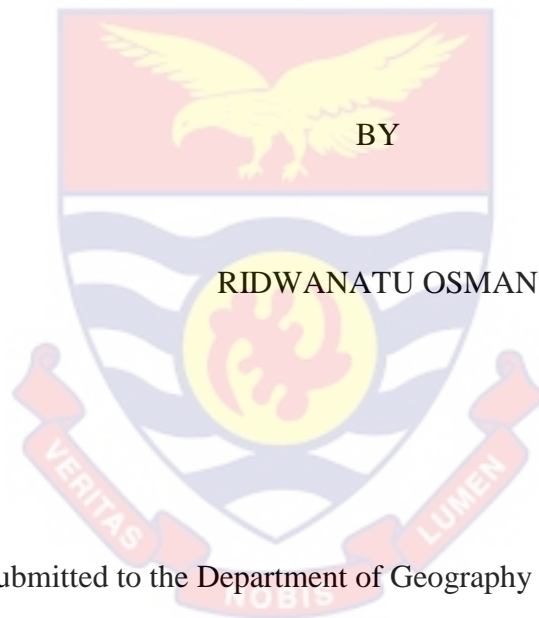 BY
RIDWANATU OSMAN
VERITAS
NOBIS
LUMEN
ubmitted to the Department of Geography